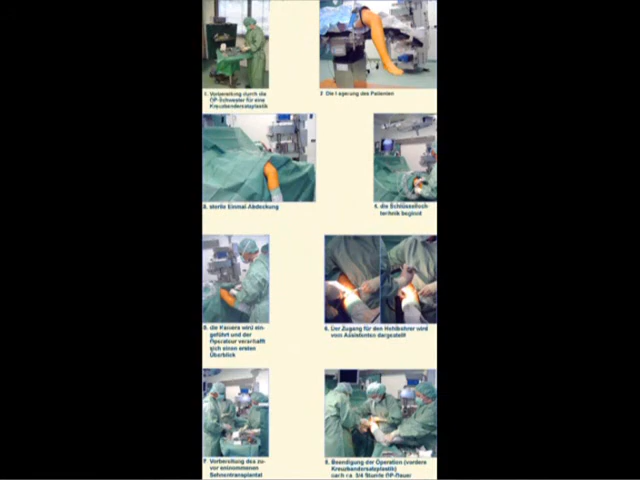 1. Vorbereitung durch die
OP-Schwester für eine
Kreuzbandersatzplastik
2 Die Lagerung des Patienten
3. sterile Einmal-Abdeckung
4. die Schlüsselloch-
technik beginnt
5. die Kamera wird ein-
geführt und der
Operateur verschafft
sich einen ersten
Überblick
6. Der Zugang für den Hohlbohrer wird
vom Assistenten dargestellt
7. Vorbereitung des zu-
vor entnommenen
Sehnentransplantat
8. Beendigung der Operation (vordere
Kreuzbandersatzplastik)
nach ca. 3/4 Stunde OP-Dauer